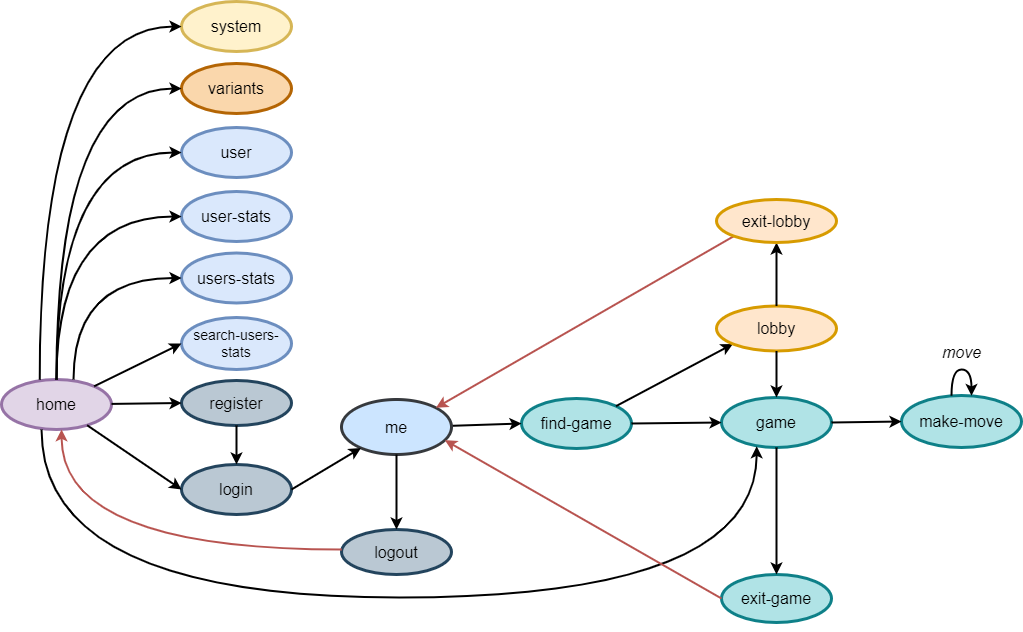 system
variants
user
user-stats
users-stats
search-users-
stats
home
register
login
me
logout
find-game
exit-lobby
lobby
game
exit-game
move
make-move